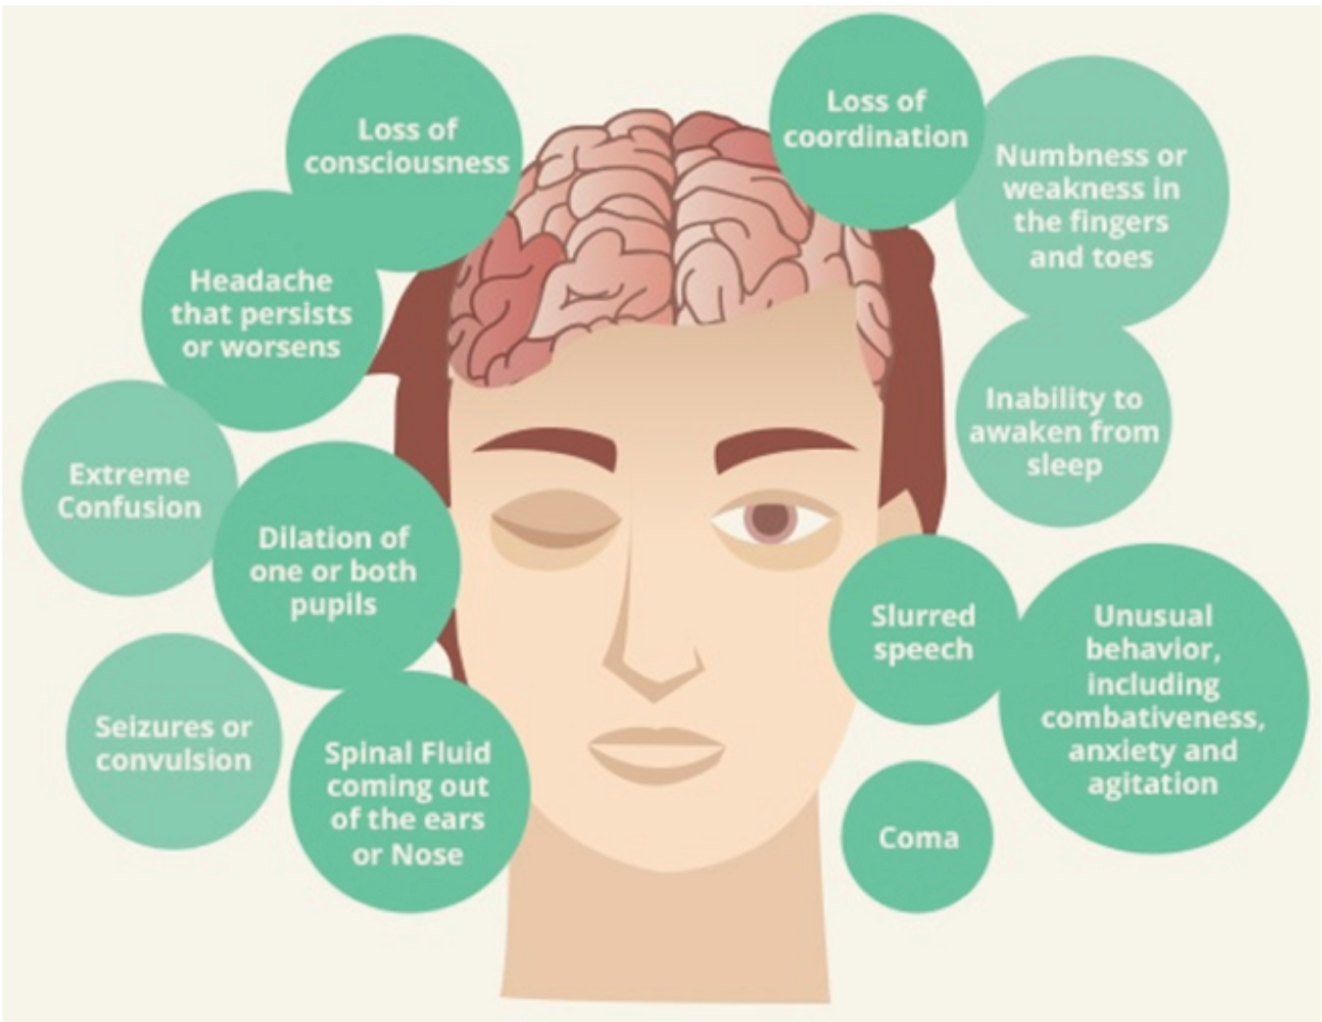 Loss of
consciousness
Headache
that persists
or worsens
Extreme
Confusion
Dilation of
one or both
pupils
Seizures or
convulsion
Spinal Fluid
coming out
of the ears
or Nose
Loss of
coordination
Numbness or
weakness in
the fingers
and toes
Inability to
awaken from
sleep
Slurred
speech
Unusual
behavior,
including
combativeness,
anxiety and
agitation
Coma